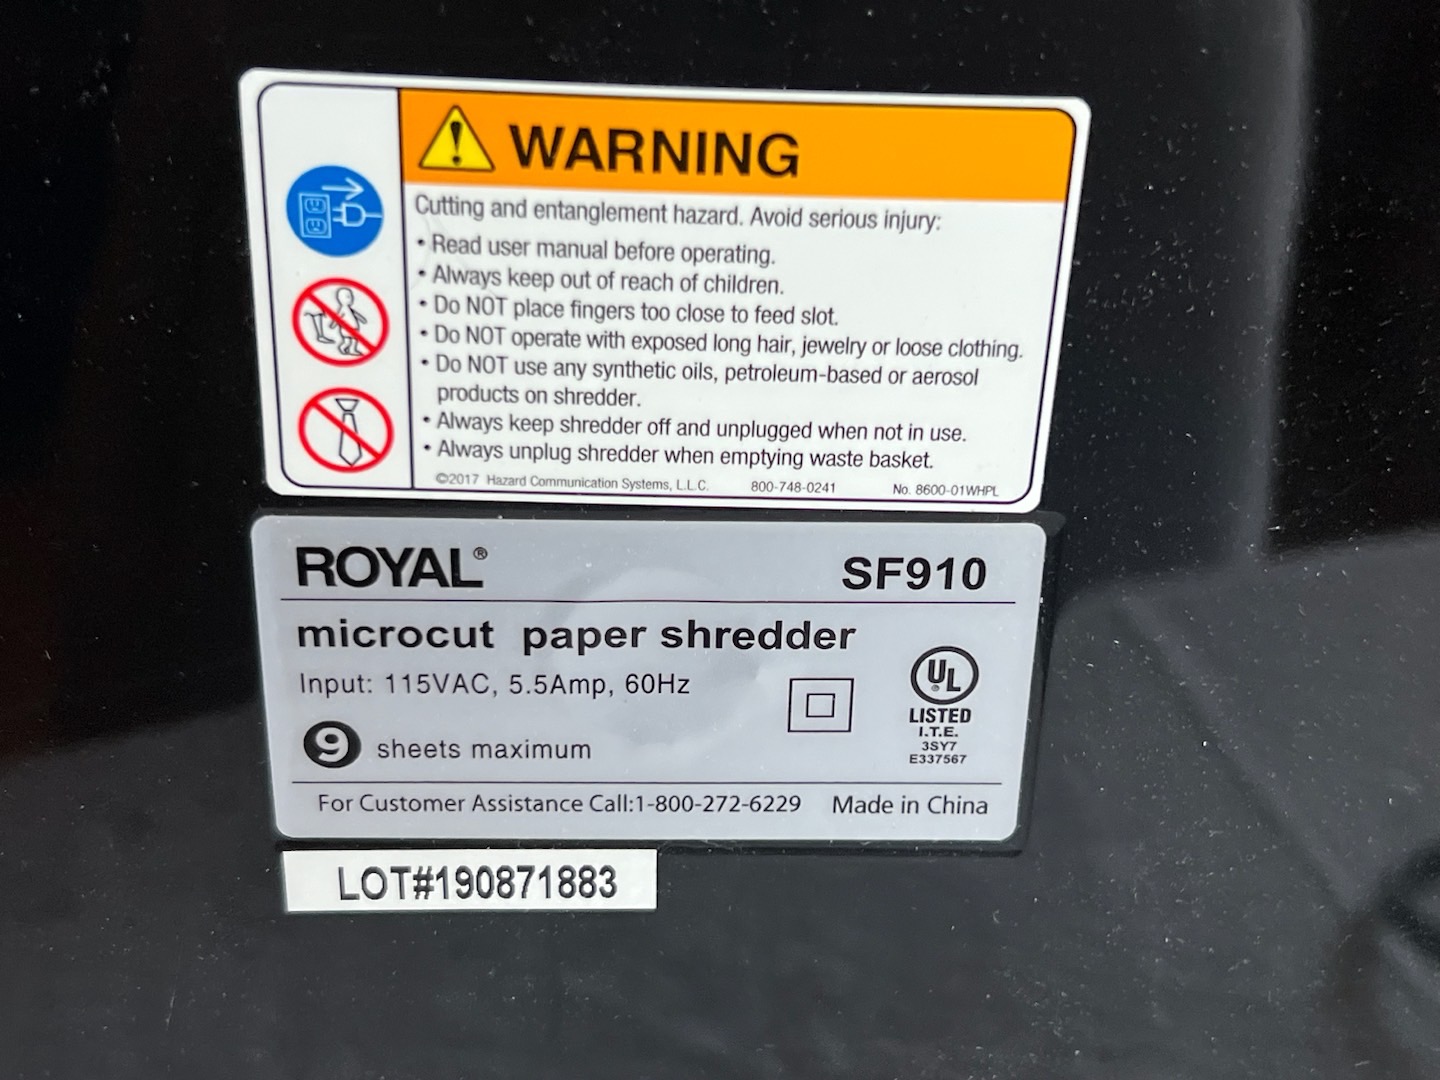 WARNING
Cutting and entanglement hazard. Avoid serious injury:
• Read user manual before operating.
• Always keep out of reach of children.
• Do NOT place fingers too close to feed slot.
• Do NOT operate with exposed long hair, jewelry or loose clothing.
• Do NOT use any synthetic oils, petroleum-based or aerosol
products on shredder.
• Always keep shredder off and unplugged when not in use.
• Always unplug shredder when emptying waste basket.
©2017 Hazard Communication Systems, L.L.C. 800-748-0241 No. 8600-01WHPL
ROYAL® SF910
microcut paper shredder
Input: 115VAC, 5.5Amp, 60Hz
UL
®
LISTED
I.T.E.
3SY7
E337567
9 sheets maximum
For Customer Assistance Call:1-800-272-6229 Made in China
LOT#190871883